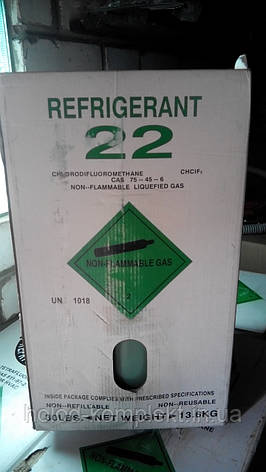 REFRIGERANT
22
CHLORODIFLUOROMETHANE CHClF₂
CAS 75-45-6
NON-FLAMMABLE LIQUEFIED GAS
NON-FLAMMABLE GAS
UN 1018 2
INSIDE PACKAGE COMPLIES WITH PRESCRIBED SPECIFICATIONS
NON-REFILLABLE NON-REUSABLE
30LBS NET WEIGHT 13.6KG